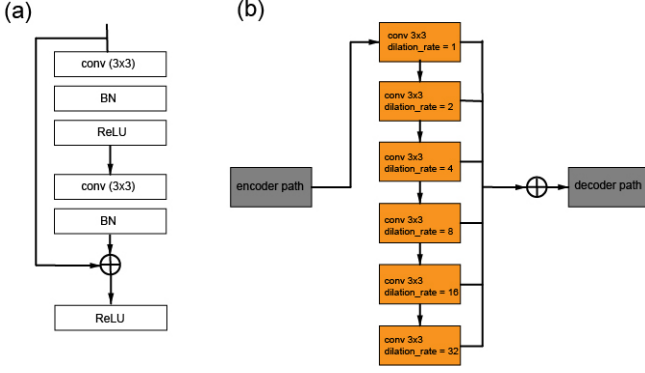 (a)
conv (3x3)
BN
ReLU
conv (3x3)
BN
ReLU
(b)
conv 3x3
dilation_rate = 1
conv 3x3
dilation_rate = 2
conv 3x3
dilation_rate = 4
encoder path
decoder path
conv 3x3
dilation_rate = 8
conv 3x3
dilation_rate = 16
conv 3x3
dilation_rate = 32